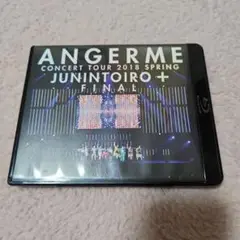 ANGERME
CONCERT TOUR 2018 SPRING
JUNINTOIRO+
FINAL